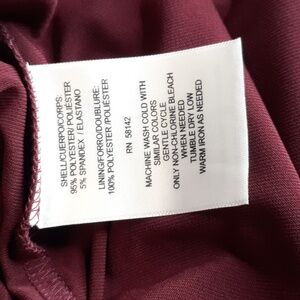 SHELL/CUERPO/CORPS
95% POLYESTER/ POLIÉSTER
5% SPANDEX / ELASTANO
LINING/FORRO/DOUBLURE:
100% POLYESTER /POLIÉSTER
RN 58142
MACHINE WASH COLD WITH
SIMILAR COLORS
GENTLE CYCLE
ONLY NON-CHLORINE BLEACH
WHEN NEEDED
TUMBLE DRY LOW
WARM IRON AS NEEDED